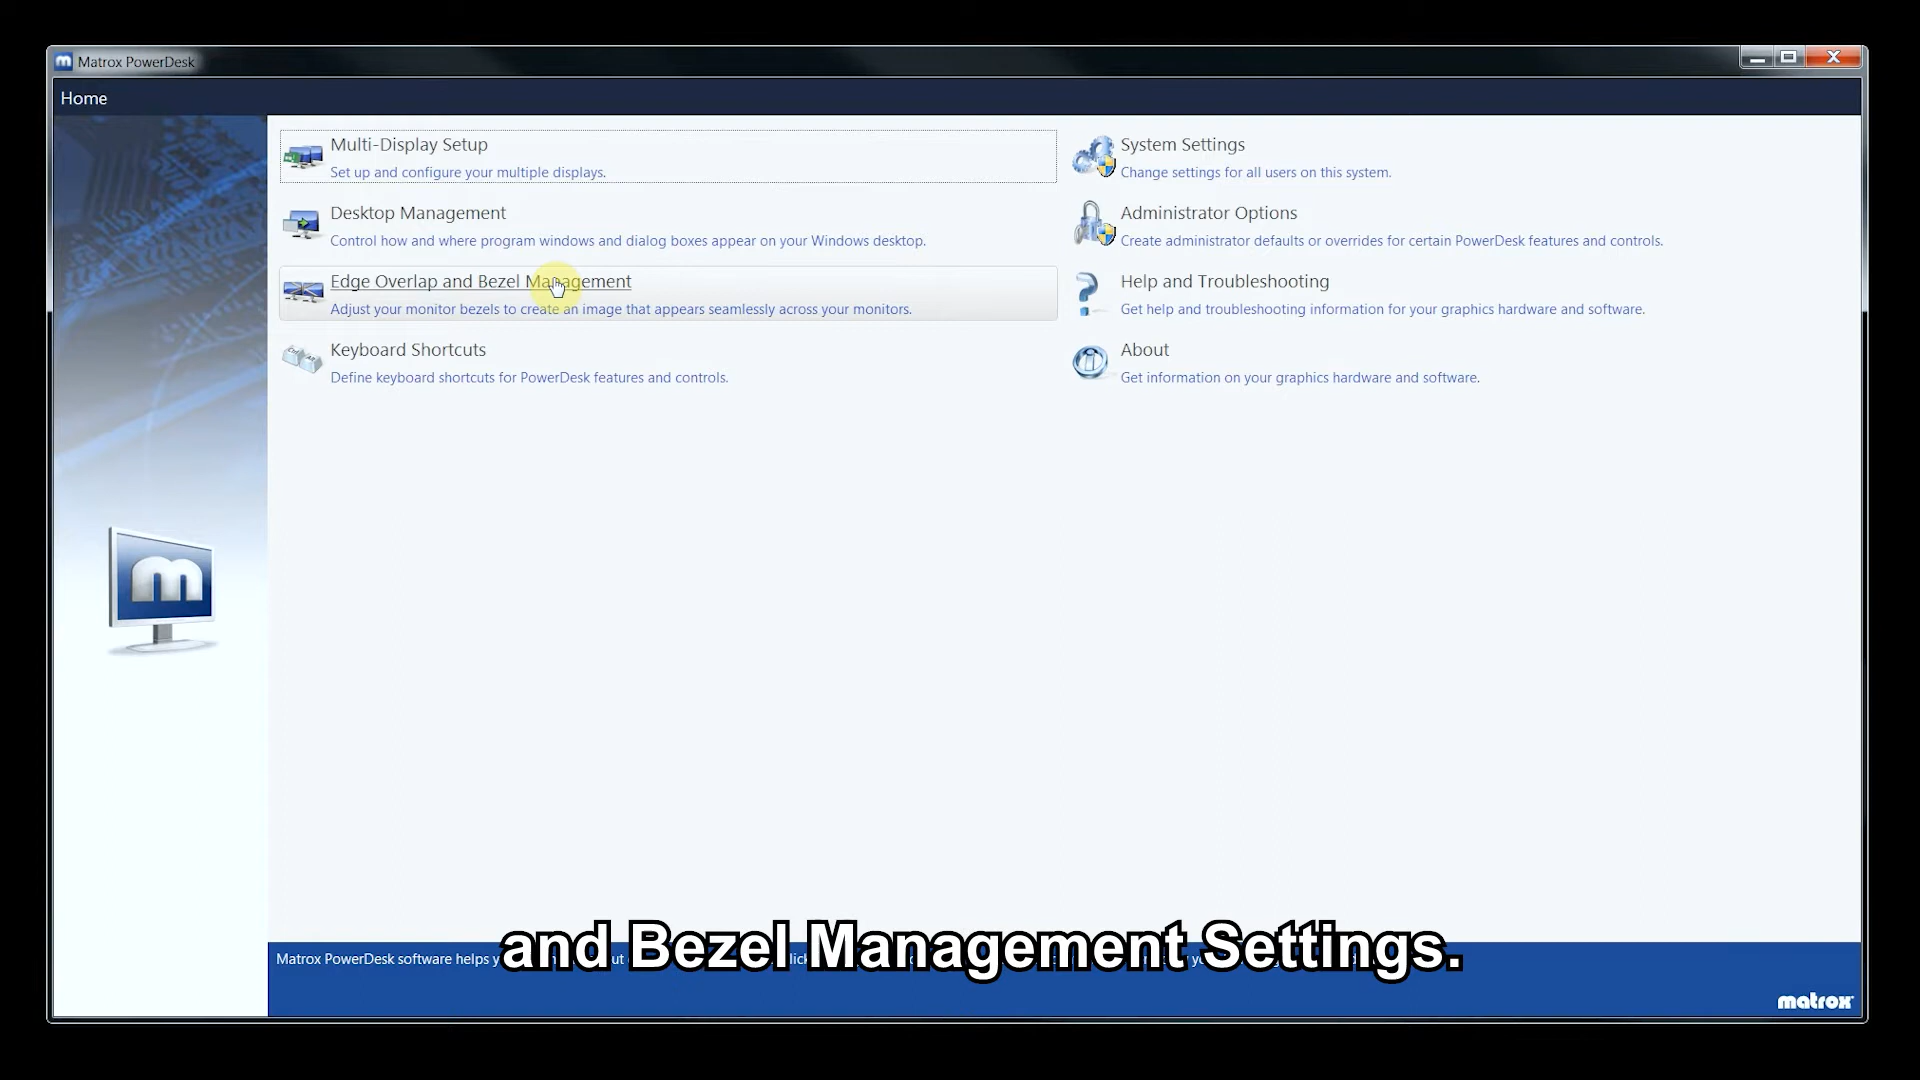 Matrox PowerDesk
Home
Multi-Display Setup
Set up and configure your multiple displays.
Desktop Management
Control how and where program windows and dialog boxes appear on your Windows desktop.
Edge Overlap and Bezel Management
Adjust your monitor bezels to create an image that appears seamlessly across your monitors.
Keyboard Shortcuts
Define keyboard shortcuts for PowerDesk features and controls.
System Settings
Change settings for all users on this system.
Administrator Options
Create administrator defaults or overrides for certain PowerDesk features and controls.
Help and Troubleshooting
Get help and troubleshooting information for your graphics hardware and software.
About
Get information on your graphics hardware and software.
m
Matrox PowerDesk software helps
and Bezel Management Settings.
matrox